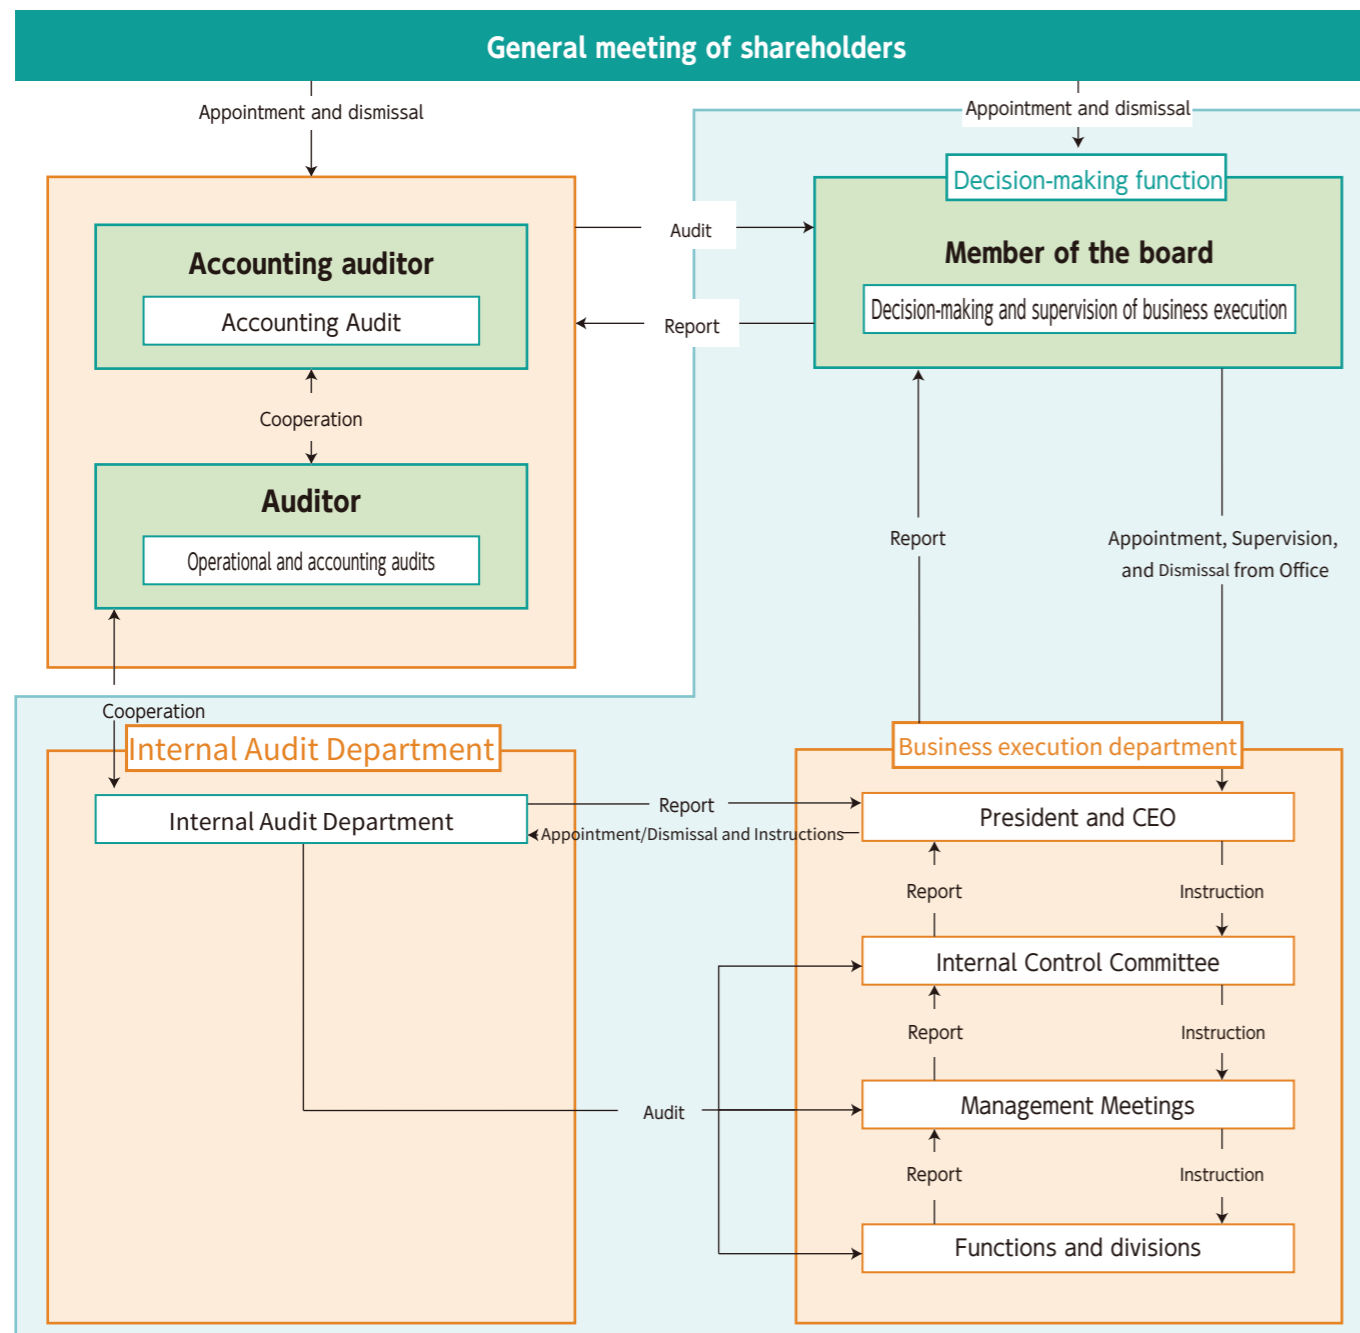 General meeting of shareholders
Appointment and dismissal
Appointment and dismissal
Decision-making function
Accounting auditor
Accounting Audit
Audit
Member of the board
Decision-making and supervision of business execution
Report
Cooperation
Auditor
Operational and accounting audits
Report
Appointment, Supervision,
and Dismissal from Office
Cooperation
Internal Audit Department
Business execution department
Internal Audit Department
Report
Appointment/Dismissal and Instructions
President and CEO
Report
Instruction
Internal Control Committee
Report
Instruction
Audit
Management Meetings
Report
Instruction
Functions and divisions